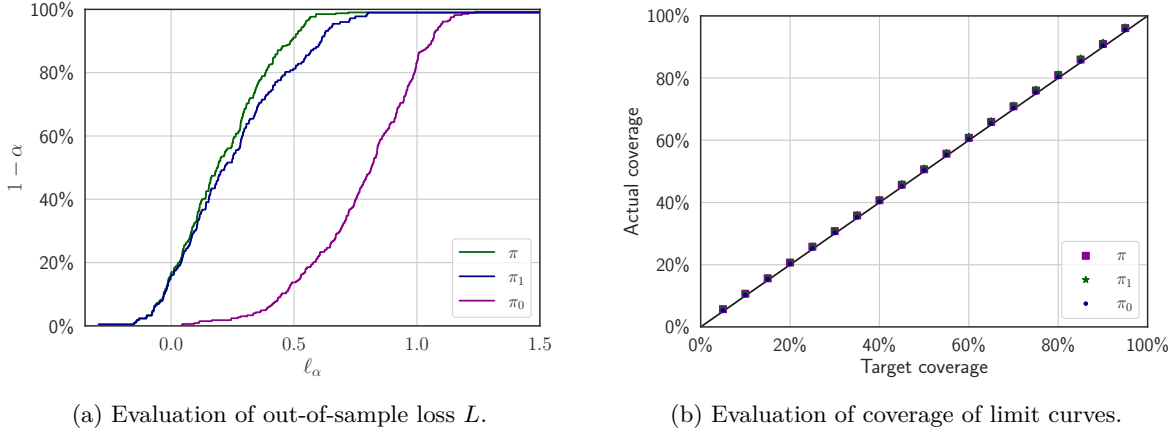 100%
80%
60%
40%
20%
0%
1 − α
0.0 0.5 1.0 1.5
ℓα
π
π1
π0
(a) Evaluation of out-of-sample loss L.
100%
80%
60%
40%
20%
0%
Actual coverage
0% 20% 40% 60% 80% 100%
Target coverage
π
π1
π0
(b) Evaluation of coverage of limit curves.